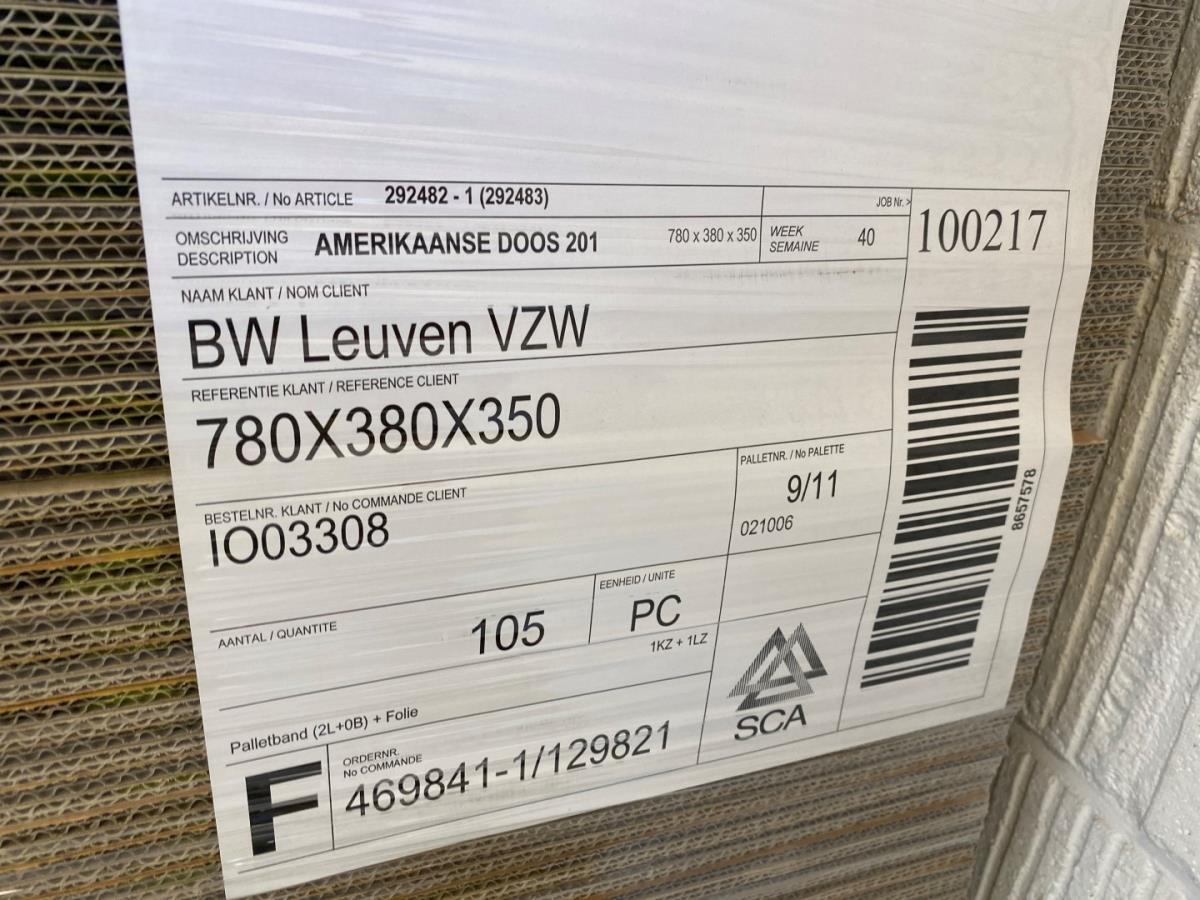 ARTIKELNR. / No ARTICLE 292482 - 1 (292483)
JOB Nr. >
100217
OMSCHRIJVING
DESCRIPTION
AMERIKAANSE DOOS 201
780 x 380 x 350
WEEK
SEMAINE
40
NAAM KLANT / NOM CLIENT
BW Leuven VZW
REFERENTIE KLANT / REFERENCE CLIENT
780X380X350
BESTELNR. KLANT / No COMMANDE CLIENT
IO03308
PALLETNR. / No PALETTE
9/11
021006
8657578
AANTAL / QUANTITE
105
EENHEID / UNITE
PC
1KZ + 1LZ
Palletband (2L+0B) + Folie
F
ORDERNR.
No COMMANDE
469841-1/129821
SCA